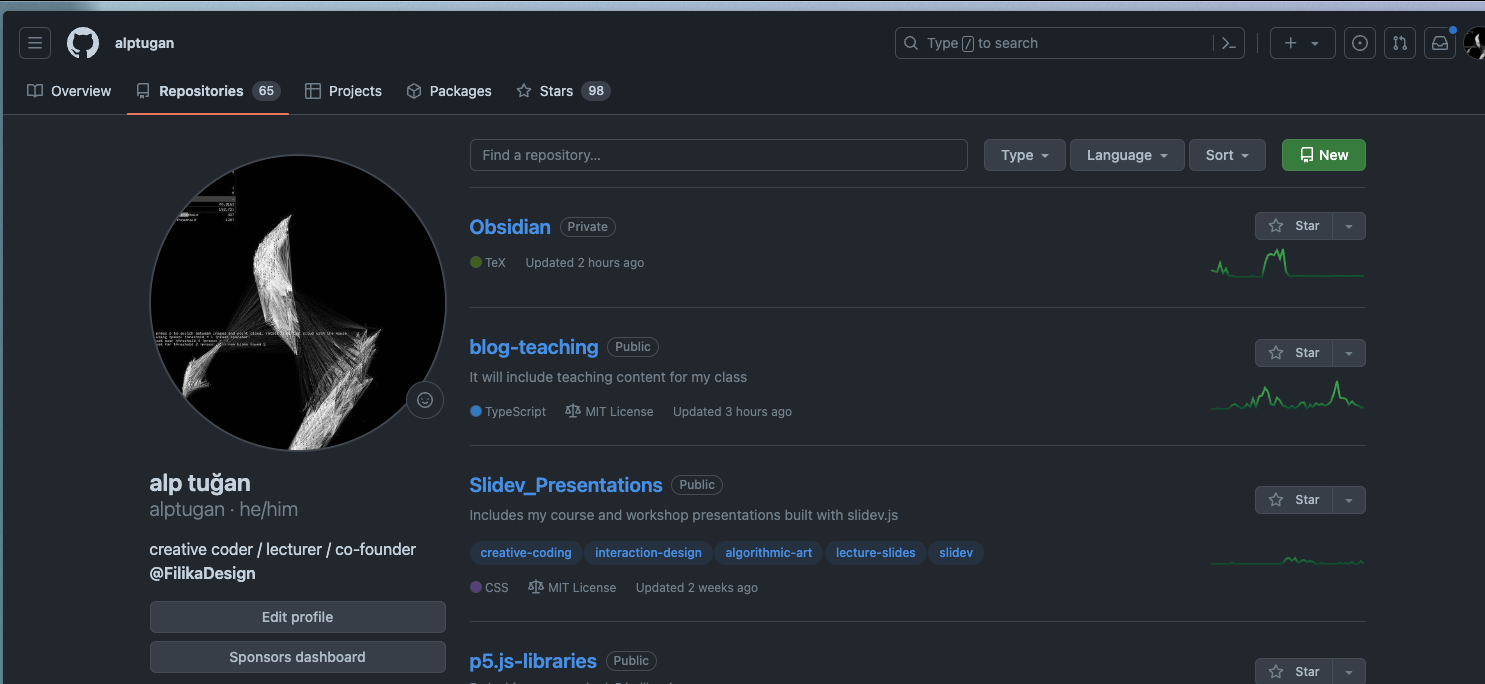 alptugan
Type / to search
Overview
Repositories 65
Projects
Packages
Stars 98
Find a repository...
Type
Language
Sort
New
alp tuğan
alptugan · he/him
creative coder / lecturer / co-founder
@FilikaDesign
Edit profile
Sponsors dashboard
Obsidian Private
Star
TeX Updated 2 hours ago
blog-teaching Public
Star
It will include teaching content for my class
TypeScript MIT License Updated 3 hours ago
Slidev_Presentations Public
Star
Includes my course and workshop presentations built with slidev.js
creative-coding interaction-design algorithmic-art lecture-slides slidev
CSS MIT License Updated 2 weeks ago
p5.js-libraries Public
Star